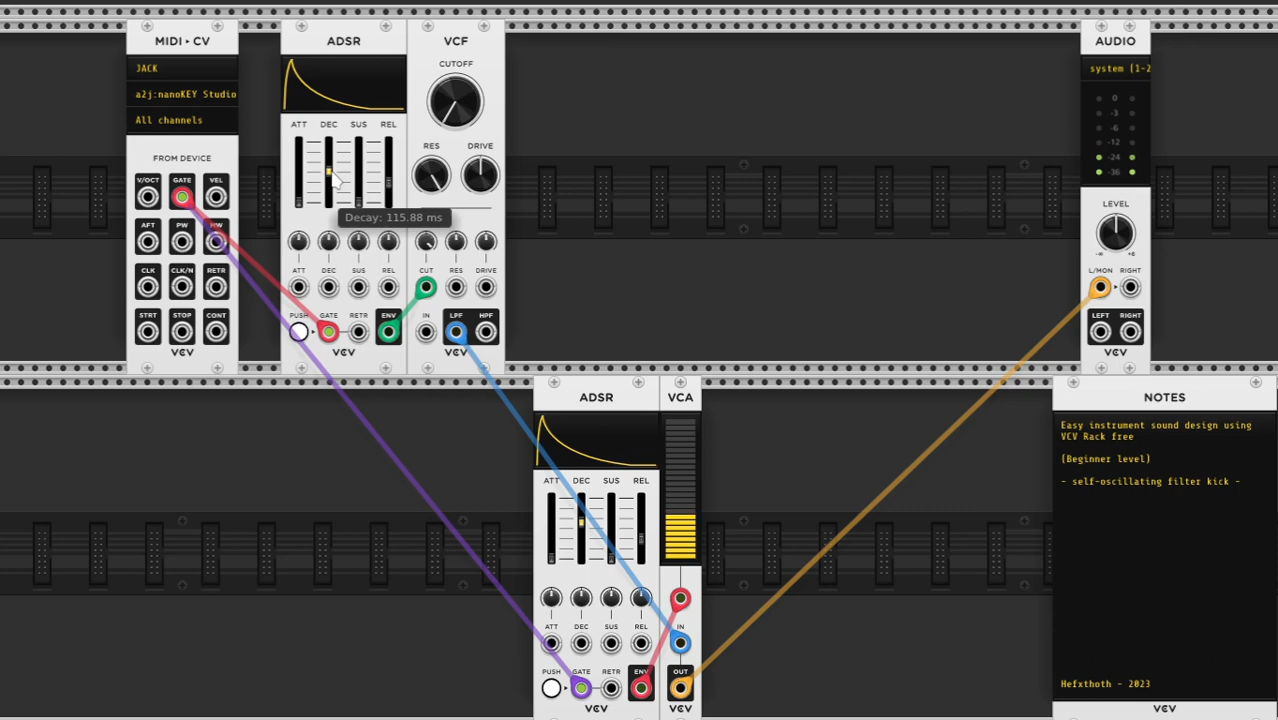 MIDI▸CV
JACK
a2j:nanoKEY Studio
All channels
FROM DEVICE
V/OCT GATE VEL
AFT PW MW
CLK CLK/N RETR
STRT STOP CONT
VCV
ADSR
ATT DEC SUS REL
Decay: 115.88 ms
ATT DEC SUS REL
PUSH GATE RETR ENV
VCV
VCF
CUTOFF
RES DRIVE
CUT RES DRIVE
IN LPF HPF
VCV
AUDIO
system (1-2
0
-3
-6
-12
-24
-36
LEVEL
-∞ +6
L/MON RIGHT
LEFT RIGHT
VCV
ADSR
ATT DEC SUS REL
ATT DEC SUS REL
PUSH GATE RETR ENV
VCV
VCA
IN
OUT
VCV
NOTES
Easy instrument sound design using
VCV Rack free
(Beginner level)
- self-oscillating filter kick -
Hefxthoth - 2023
VCV